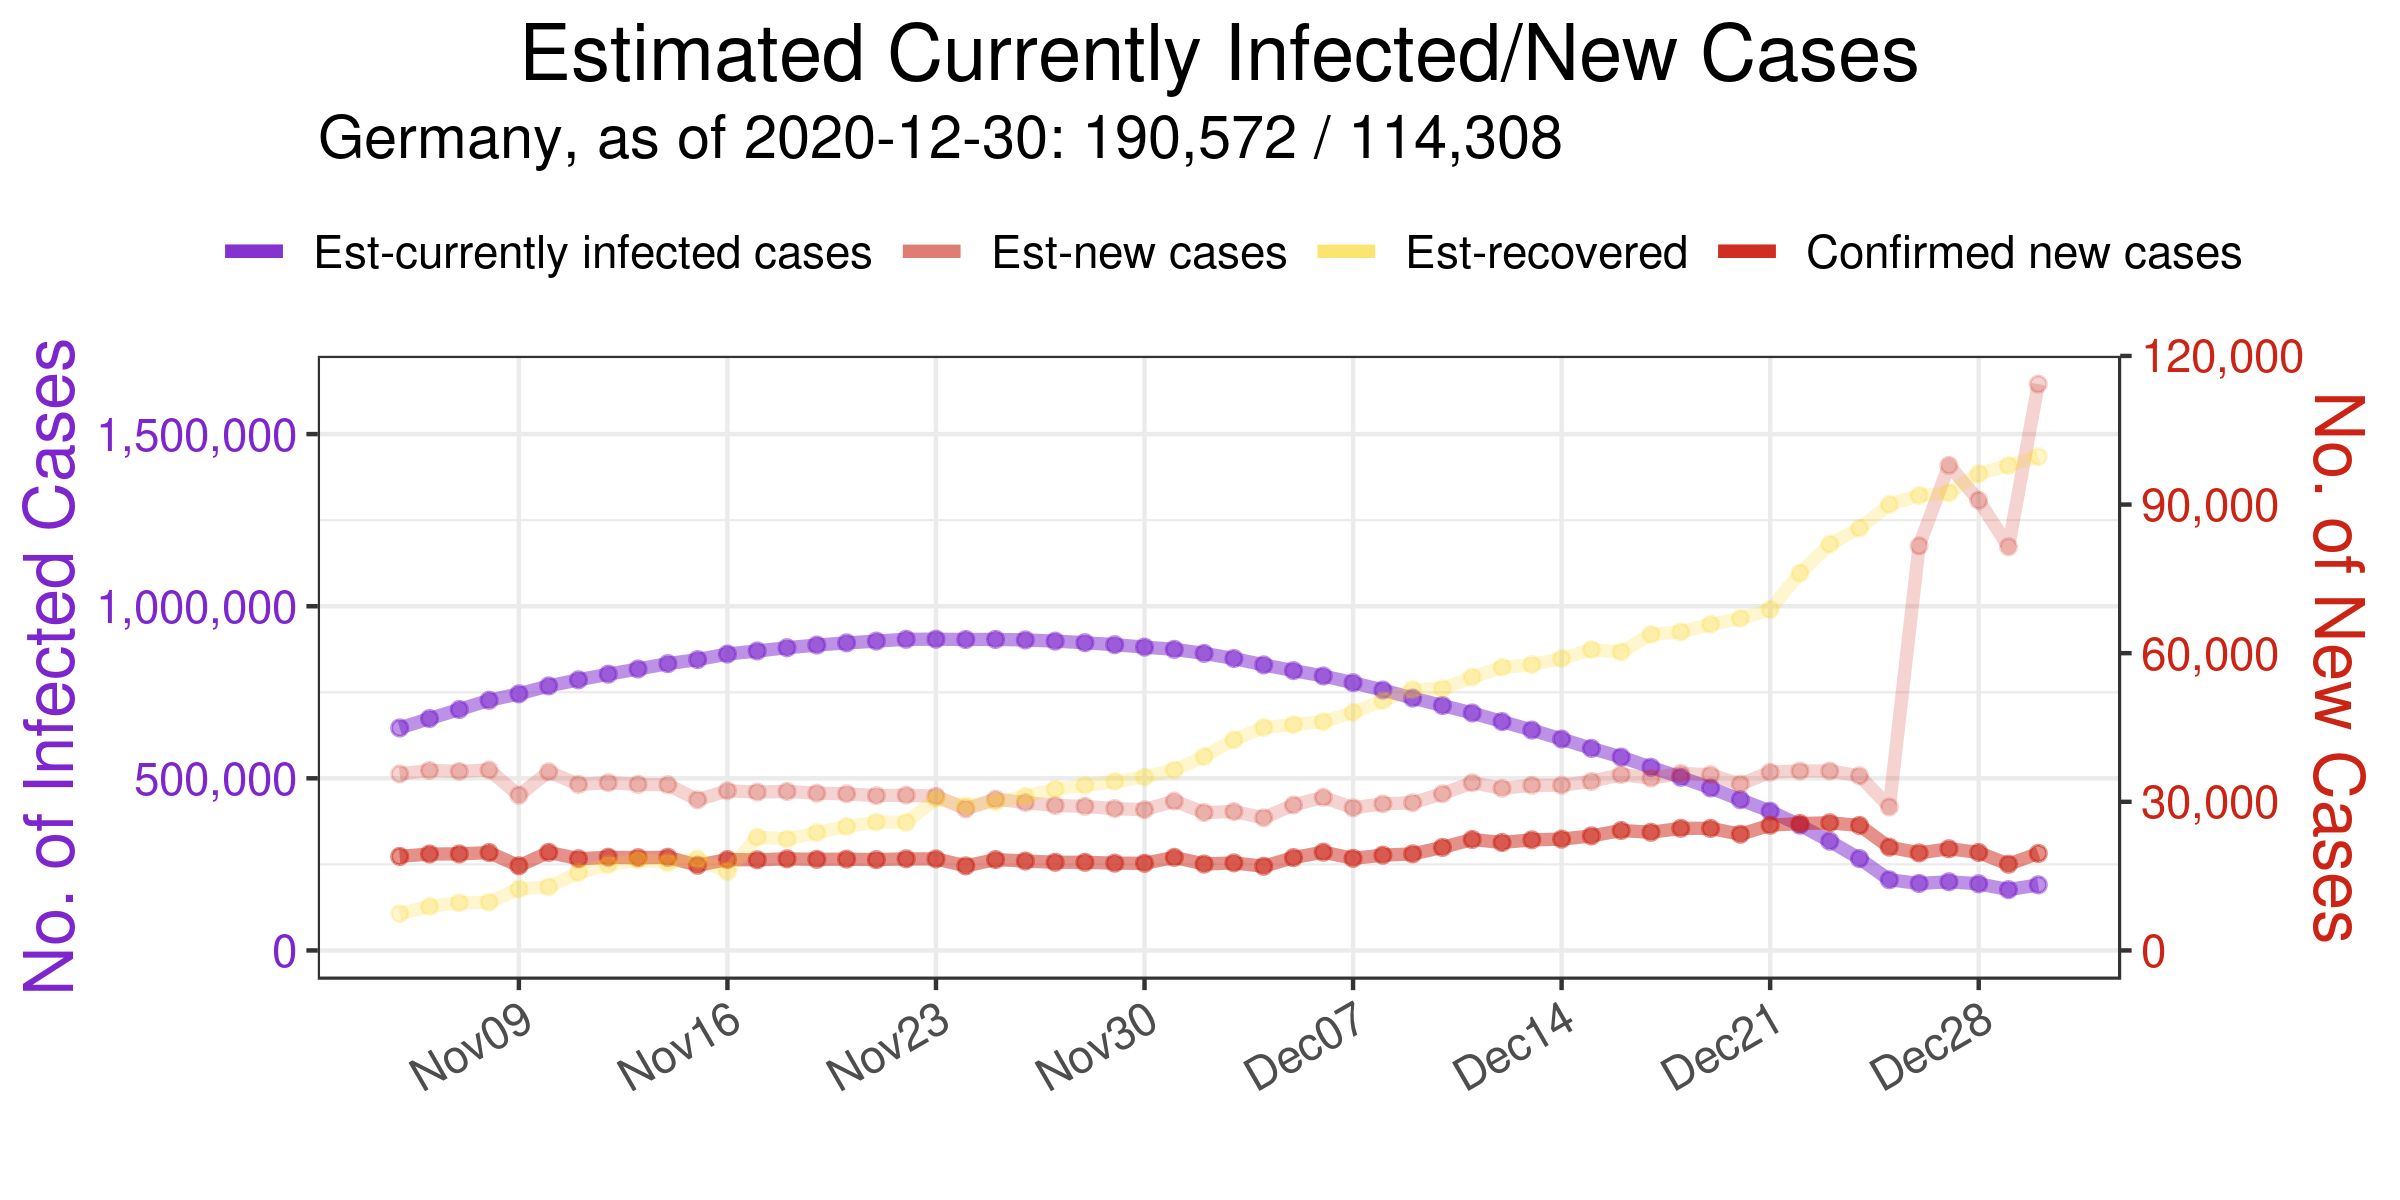 Estimated Currently Infected/New Cases
Germany, as of 2020-12-30: 190,572 / 114,308
Est-currently infected cases Est-new cases Est-recovered Confirmed new cases
No. of Infected Cases
1,500,000
1,000,000
500,000
0
120,000
90,000
60,000
30,000
0
No. of New Cases
Nov09 Nov16 Nov23 Nov30 Dec07 Dec14 Dec21 Dec28